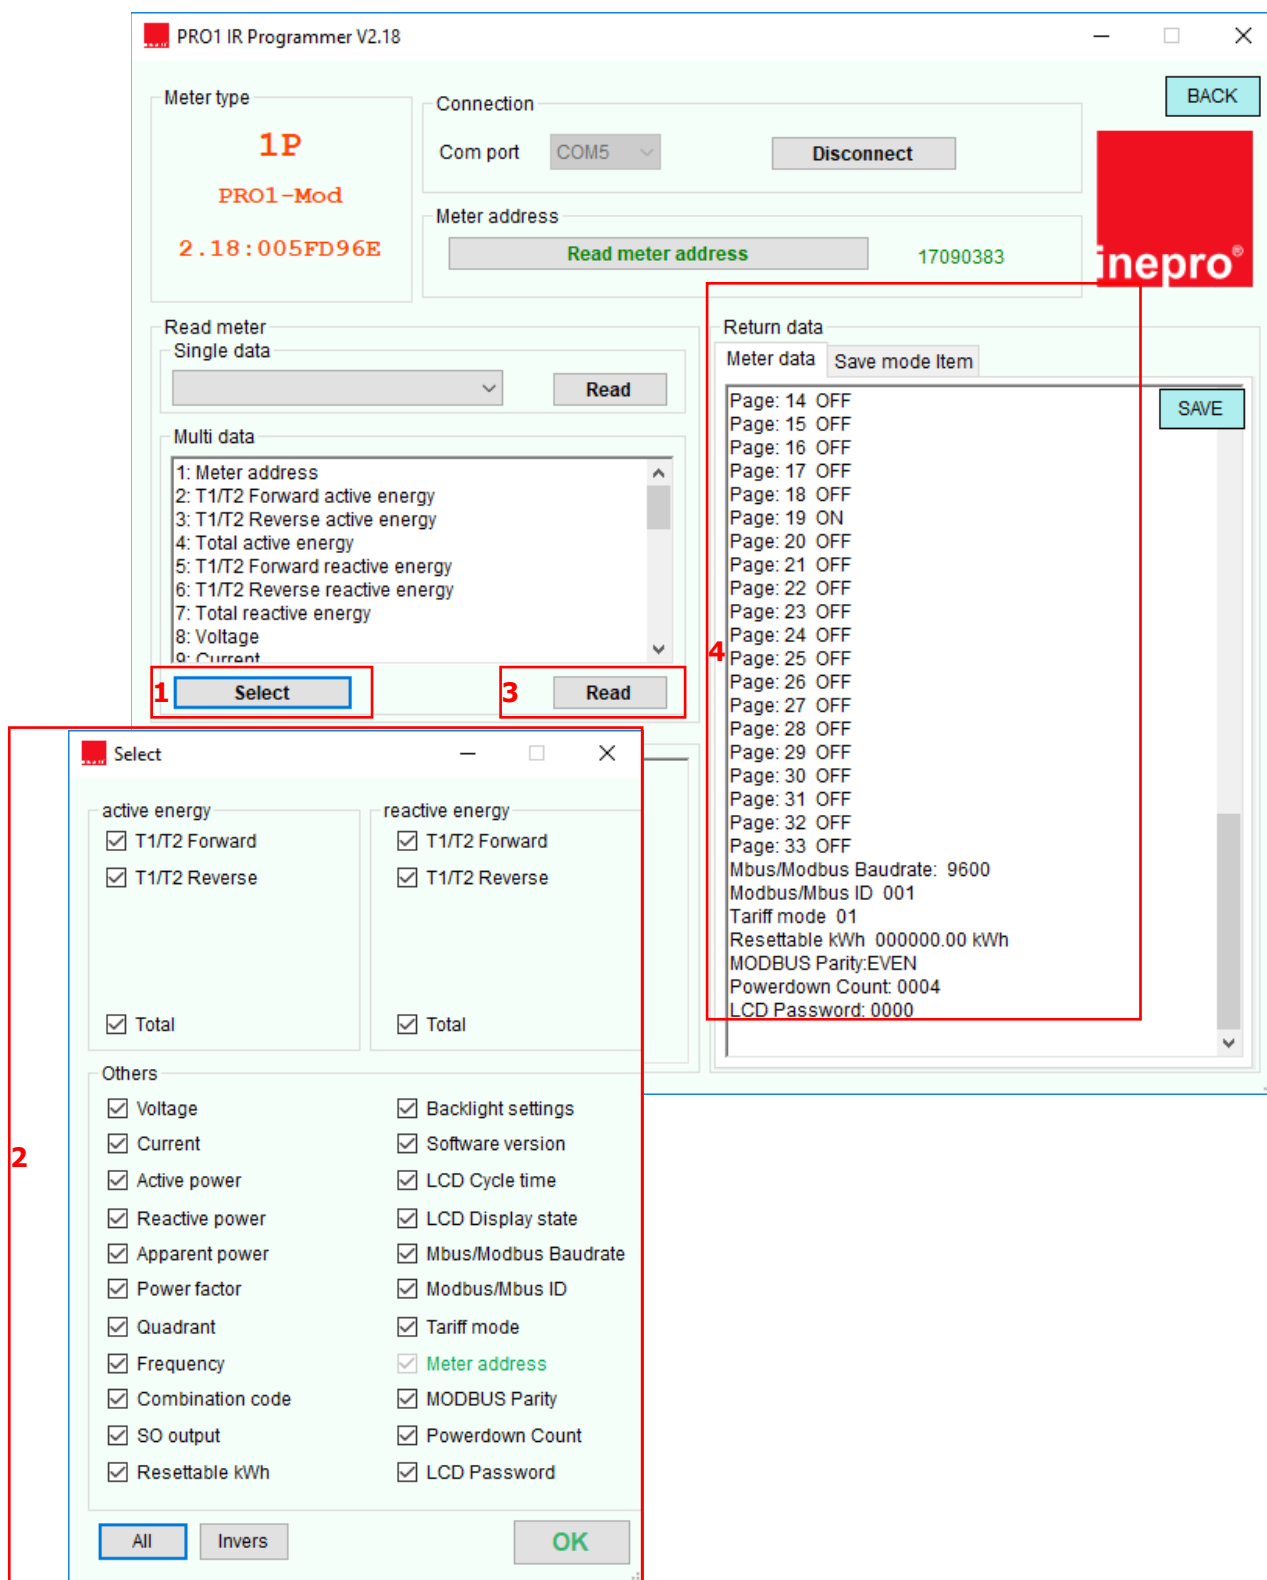 PRO1 IR Programmer V2.18
BACK
Meter type
1P
PRO1-Mod
2.18:005FD96E
Connection
Com port COM5 Disconnect
Meter address
Read meter address 17090383
inepro®
Read meter
Single data
Read
Multi data
1: Meter address
2: T1/T2 Forward active energy
3: T1/T2 Reverse active energy
4: Total active energy
5: T1/T2 Forward reactive energy
6: T1/T2 Reverse reactive energy
7: Total reactive energy
8: Voltage
9: Current
1 Select 3 Read
Return data
Meter data Save mode Item
SAVE
Page: 14 OFF
Page: 15 OFF
Page: 16 OFF
Page: 17 OFF
Page: 18 OFF
Page: 19 ON
Page: 20 OFF
Page: 21 OFF
Page: 22 OFF
Page: 23 OFF
Page: 24 OFF
4
Page: 25 OFF
Page: 26 OFF
Page: 27 OFF
Page: 28 OFF
Page: 29 OFF
Page: 30 OFF
Page: 31 OFF
Page: 32 OFF
Page: 33 OFF
Mbus/Modbus Baudrate: 9600
Modbus/Mbus ID 001
Tariff mode 01
Resettable kWh 000000.00 kWh
MODBUS Parity:EVEN
Powerdown Count: 0004
LCD Password: 0000
2
Select
active energy
T1/T2 Forward
T1/T2 Reverse
Total
reactive energy
T1/T2 Forward
T1/T2 Reverse
Total
Others
Voltage
Current
Active power
Reactive power
Apparent power
Power factor
Quadrant
Frequency
Combination code
SO output
Resettable kWh
Backlight settings
Software version
LCD Cycle time
LCD Display state
Mbus/Modbus Baudrate
Modbus/Mbus ID
Tariff mode
Meter address
MODBUS Parity
Powerdown Count
LCD Password
All Invers OK